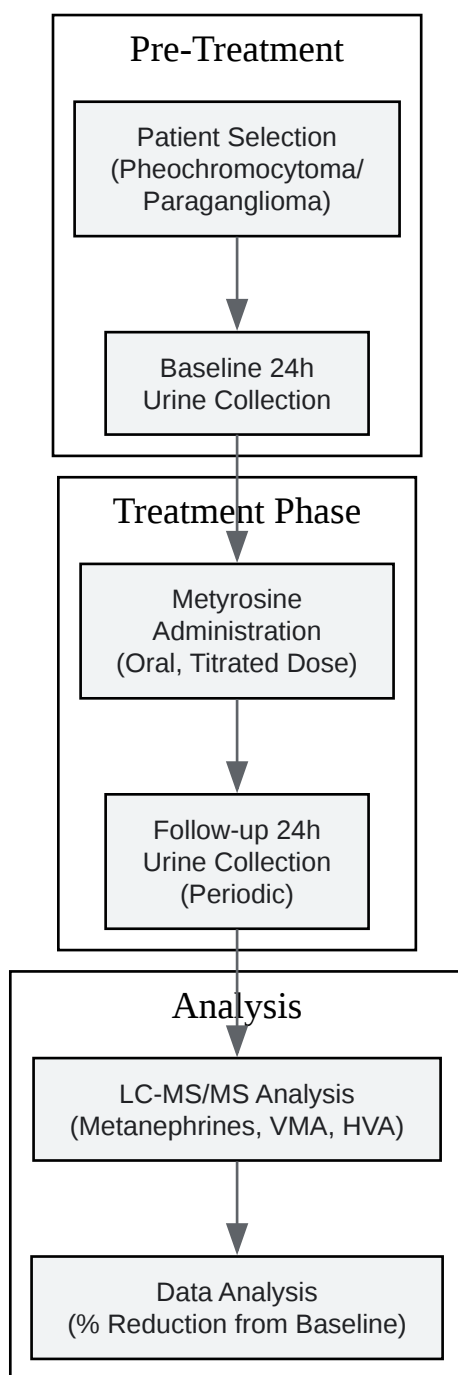 Pre-Treatment
Patient Selection
(Pheochromocytoma/
Paraganglioma)
Baseline 24h
Urine Collection
Treatment Phase
Metyrosine
Administration
(Oral, Titrated Dose)
Follow-up 24h
Urine Collection
(Periodic)
Analysis
LC-MS/MS Analysis
(Metanephrines, VMA, HVA)
Data Analysis
(% Reduction from Baseline)